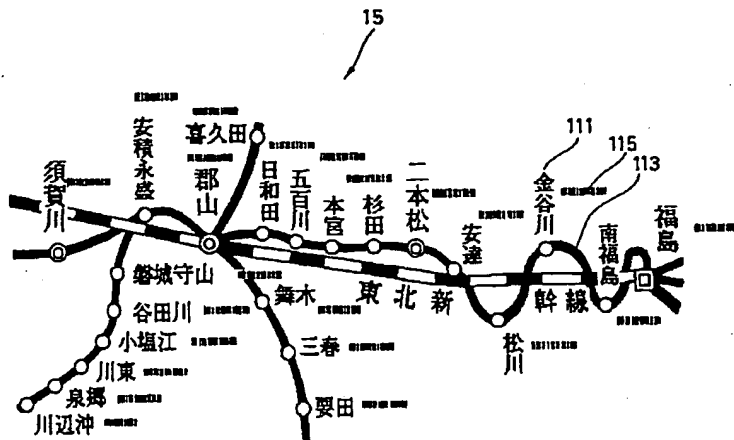 15
111
115
113
須賀川
安積永盛
喜久田
郡山
日和田
五百川
本宮
杉田
二本松
安達
金谷川
南福島
福島
東北新幹線
松川
磐城守山
谷田川
小塩江
川東
泉郷
川辺沖
舞木
三春
要田